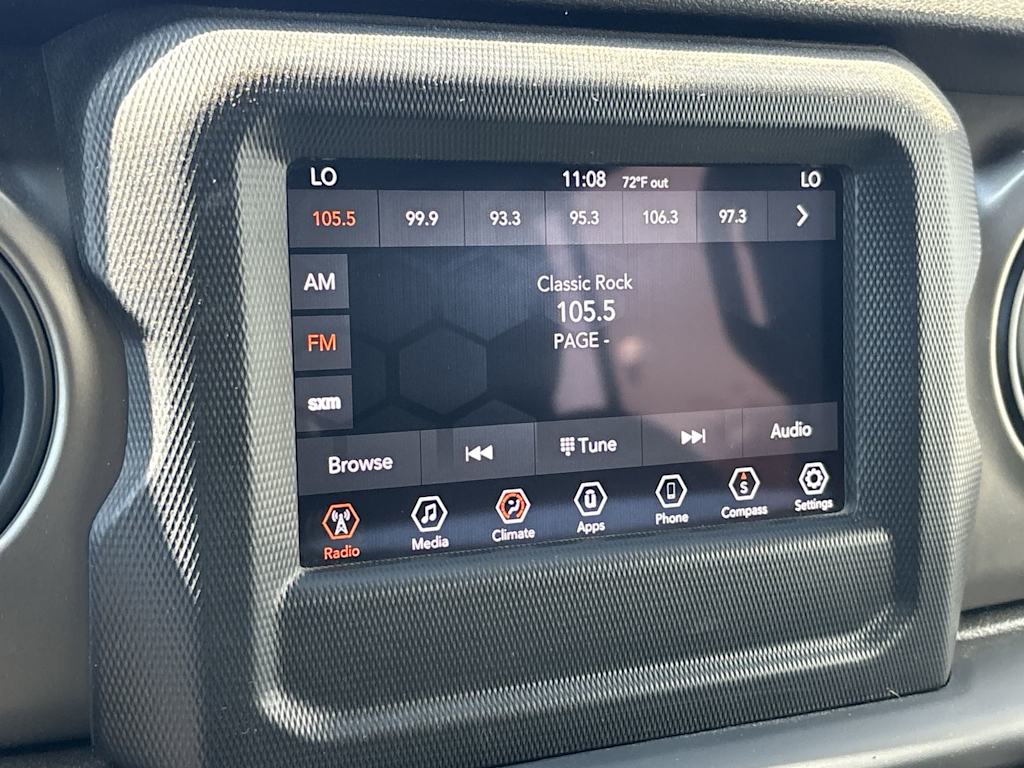 LO 11:08 72°F out LO
105.5 99.9 93.3 95.3 106.3 97.3
AM
Classic Rock
105.5
FM
PAGE -
sxm
Browse Tune Audio
Radio Media Climate Apps Phone S Compass Settings